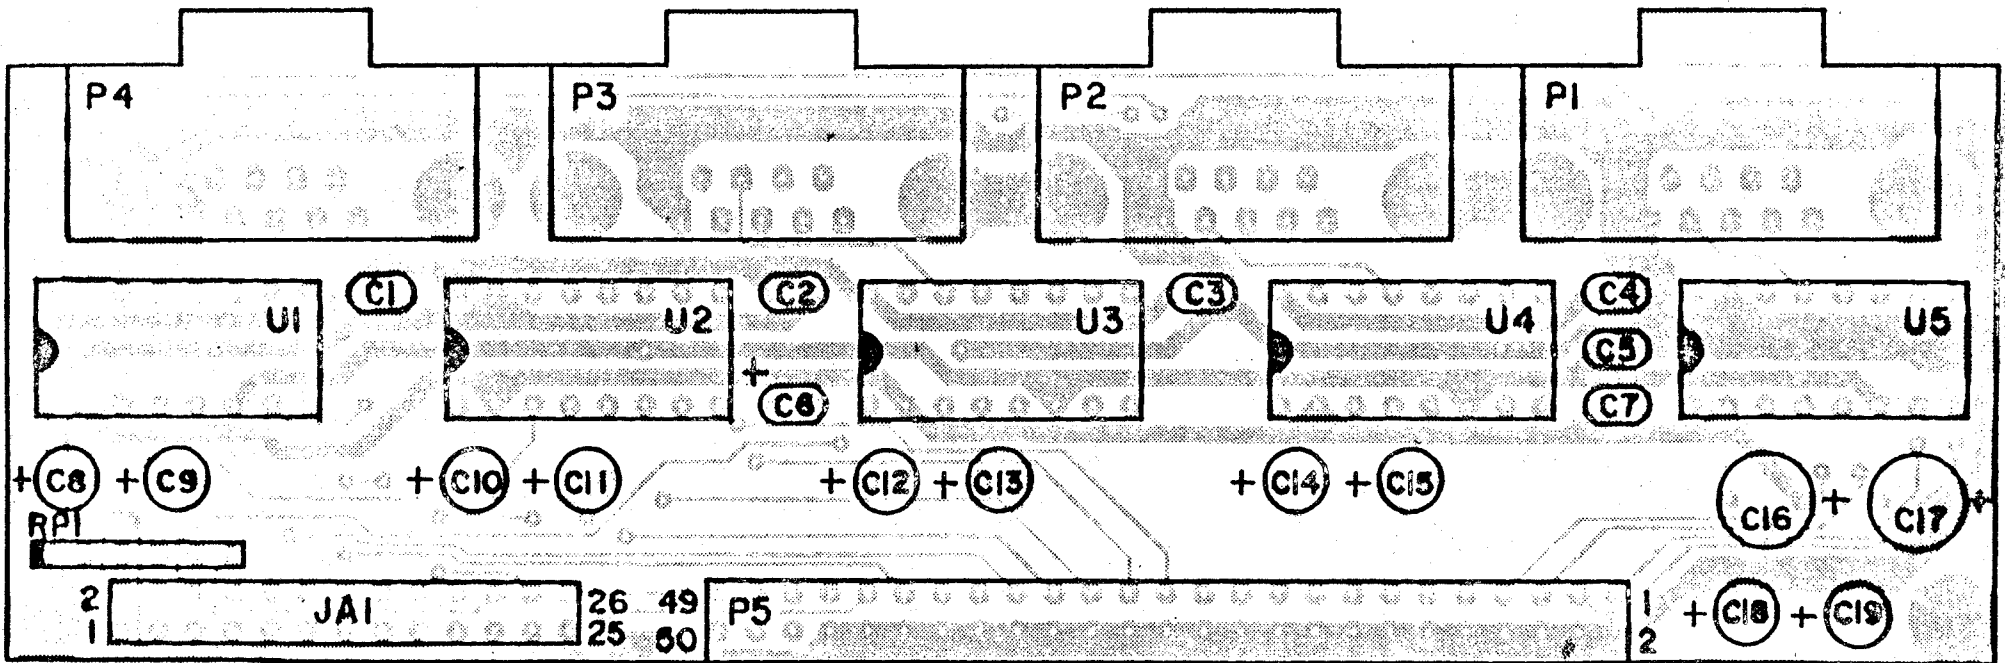 P4 P3 P2 P1
C1 C2 C3 C4
U1 U2 U3 U4 U5
C5
+
C6 C7
+ C8 + C9 + C10 + C11 + C12 + C13 + C14 + C15
C16 + C17 +
RP1
2 26 49 1
JA1 P5 + C18 + C19
1 25 50 2